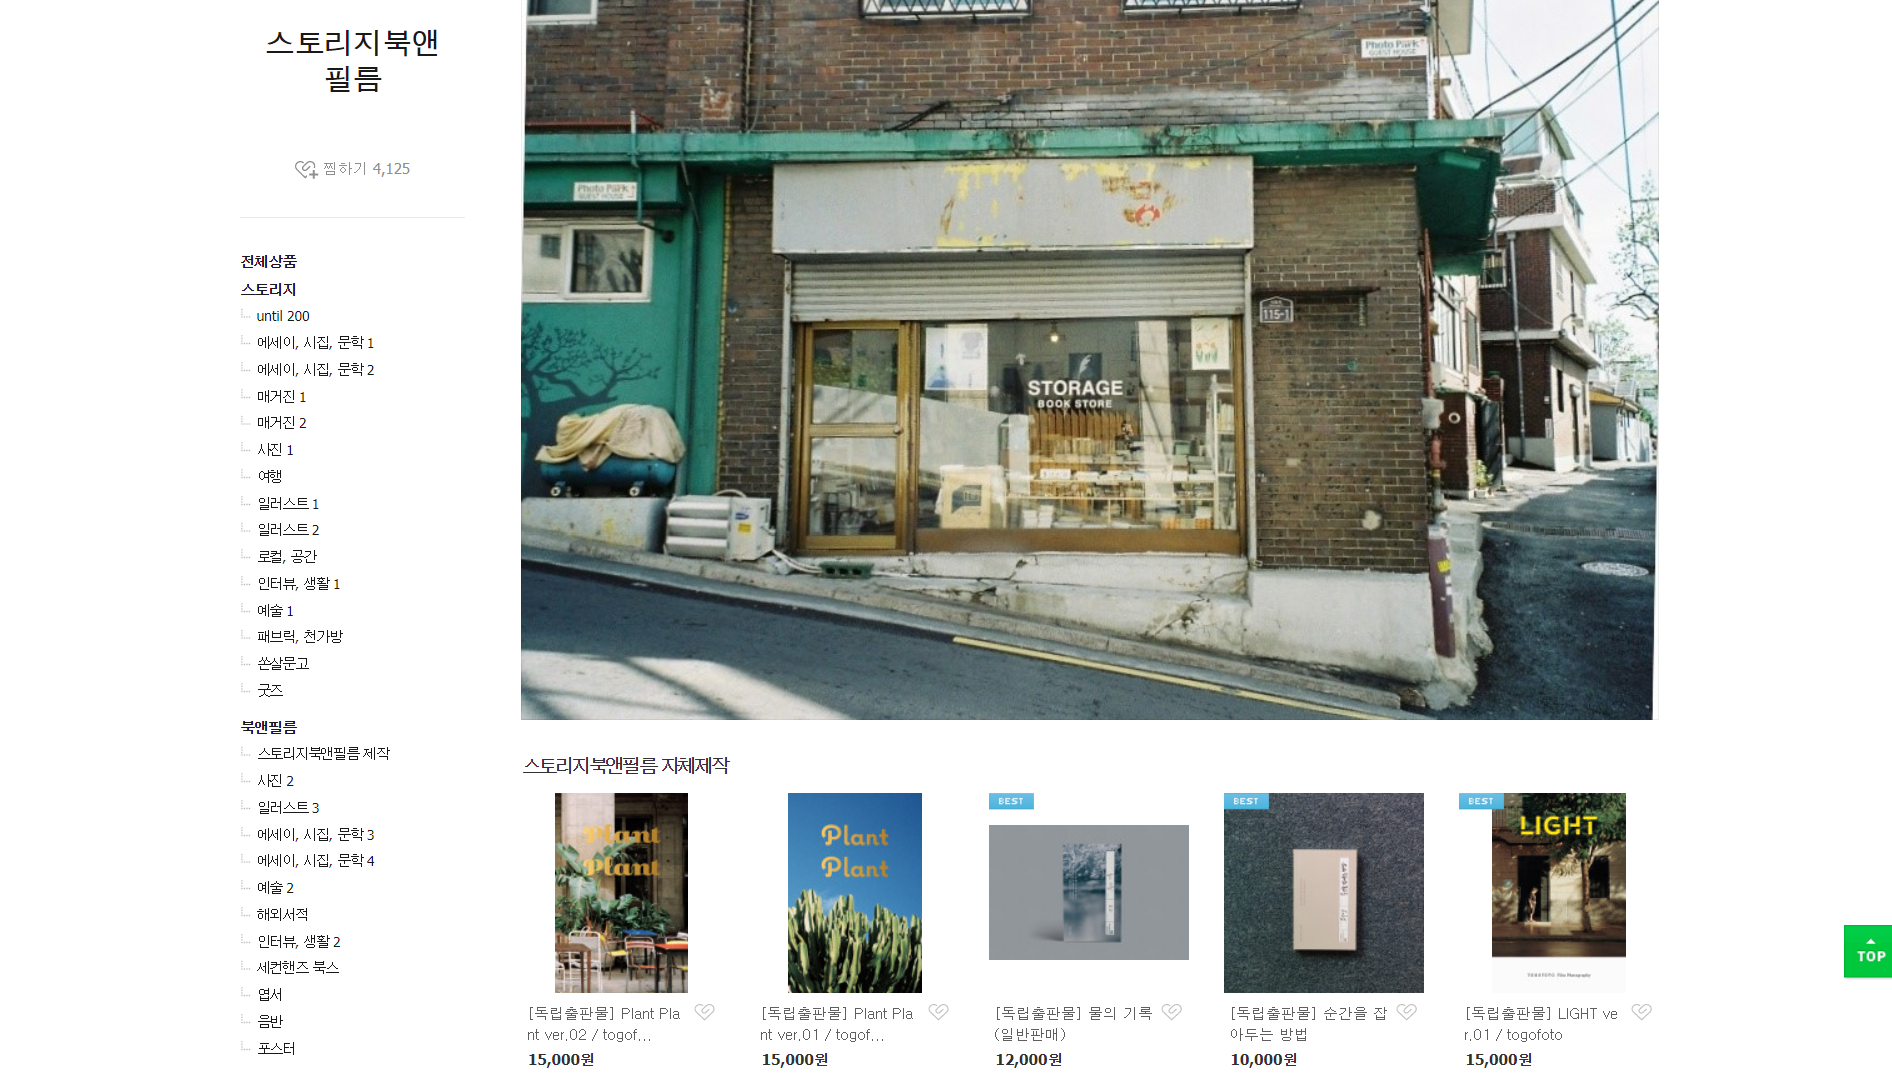 스토리지북앤
필름
찜하기 4,125
전체상품
스토리지
until 200
에세이, 시집, 문학 1
에세이, 시집, 문학 2
매거진 1
매거진 2
사진 1
여행
일러스트 1
일러스트 2
로컬, 공간
인터뷰, 생활 1
예술 1
패브릭, 천가방
쏜살문고
굿즈
북앤필름
스토리지북앤필름 제작
사진 2
일러스트 3
에세이, 시집, 문학 3
에세이, 시집, 문학 4
예술 2
해외서적
인터뷰, 생활 2
세컨핸즈 북스
엽서
음반
포스터
Photo Park
GUEST HOUSE
Photo Park
GUEST HOUSE
115-1
STORAGE
BOOK STORE
스토리지북앤필름 자체제작
Plant
Plant
[독립출판물] Plant Pla
nt ver.02 / togof...
15,000원
Plant
Plant
[독립출판물] Plant Pla
nt ver.01 / togof...
15,000원
BEST
[독립출판물] 물의 기록
(일반판매)
12,000원
BEST
[독립출판물] 순간을 잡
아두는 방법
10,000원
BEST
LIGHT
TOGOFOTO Film Photography
[독립출판물] LIGHT ve
r.01 / togofoto
15,000원
TOP